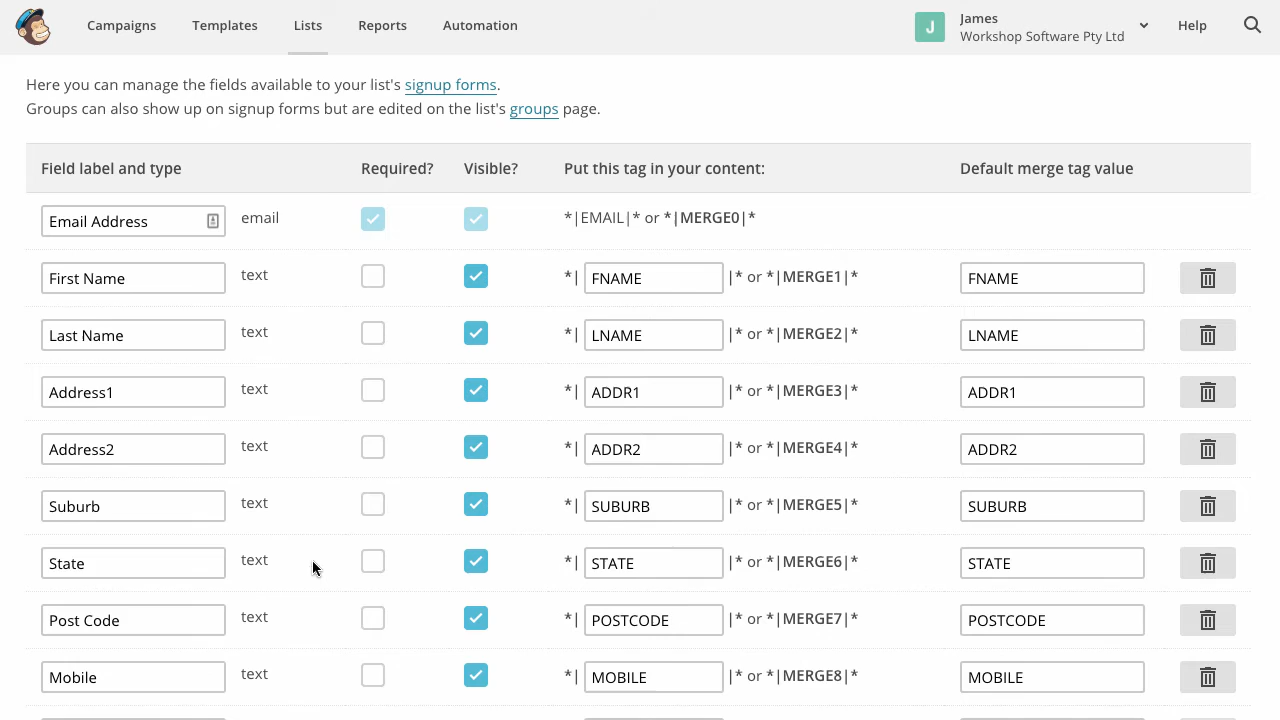 Campaigns Templates Lists Reports Automation J James Help
Workshop Software Pty Ltd
Here you can manage the fields available to your list's signup forms.
Groups can also show up on signup forms but are edited on the list's groups page.
Field label and type Required? Visible? Put this tag in your content: Default merge tag value
Email Address email *|EMAIL|* or *|MERGE0|*
First Name text *| FNAME |* or *|MERGE1|* FNAME
Last Name text *| LNAME |* or *|MERGE2|* LNAME
Address1 text *| ADDR1 |* or *|MERGE3|* ADDR1
Address2 text *| ADDR2 |* or *|MERGE4|* ADDR2
Suburb text *| SUBURB |* or *|MERGE5|* SUBURB
State text *| STATE |* or *|MERGE6|* STATE
Post Code text *| POSTCODE |* or *|MERGE7|* POSTCODE
Mobile text *| MOBILE |* or *|MERGE8|* MOBILE